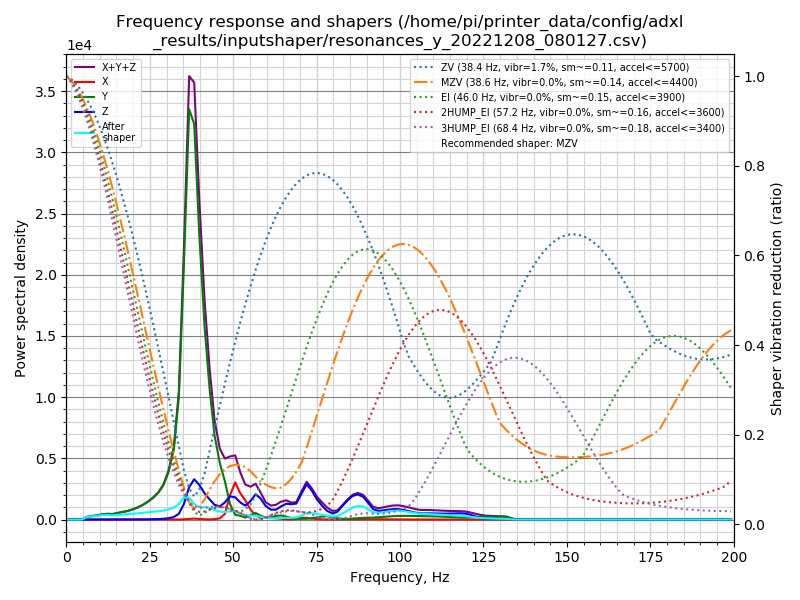 Frequency response and shapers (/home/pi/printer_data/config/adxl
_results/inputshaper/resonances_y_20221208_080127.csv)
1e4
X+Y+Z
X
Y
Z
After
shaper
ZV (38.4 Hz, vibr=1.7%, sm~=0.11, accel<=5700)
MZV (38.6 Hz, vibr=0.0%, sm~=0.14, accel<=4400)
EI (46.0 Hz, vibr=0.0%, sm~=0.15, accel<=3900)
2HUMP_EI (57.2 Hz, vibr=0.0%, sm~=0.16, accel<=3600)
3HUMP_EI (68.4 Hz, vibr=0.0%, sm~=0.18, accel<=3400)
Recommended shaper: MZV
Power spectral density
3.5
3.0
2.5
2.0
1.5
1.0
0.5
0.0
1.0
0.8
0.6
0.4
0.2
0.0
Shaper vibration reduction (ratio)
0 25 50 75 100 125 150 175 200
Frequency, Hz